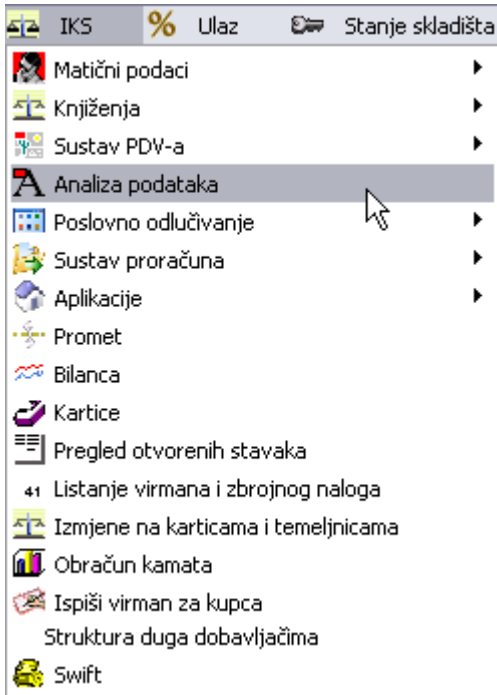 IKS % Ulaz Stanje skladišta
Matični podaci
Knjiženja
Sustav PDV-a
Analiza podataka
Poslovno odlučivanje
Sustav proračuna
Aplikacije
Promet
Bilanca
Kartice
Pregled otvorenih stavaka
41 Listanje virmana i zbrojnog naloga
Izmjene na karticama i temeljnicama
Obračun kamata
Ispiši virman za kupca
Struktura duga dobavljačima
Swift